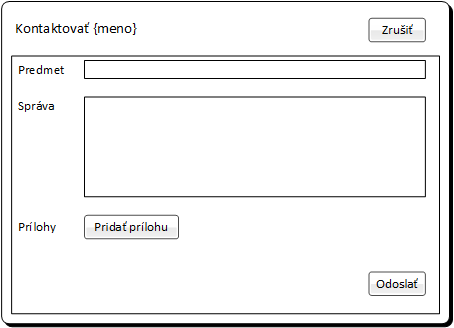 Kontaktovať {meno}
Zrušiť
Predmet
Správa
Prílohy
Pridať prílohu
Odoslať